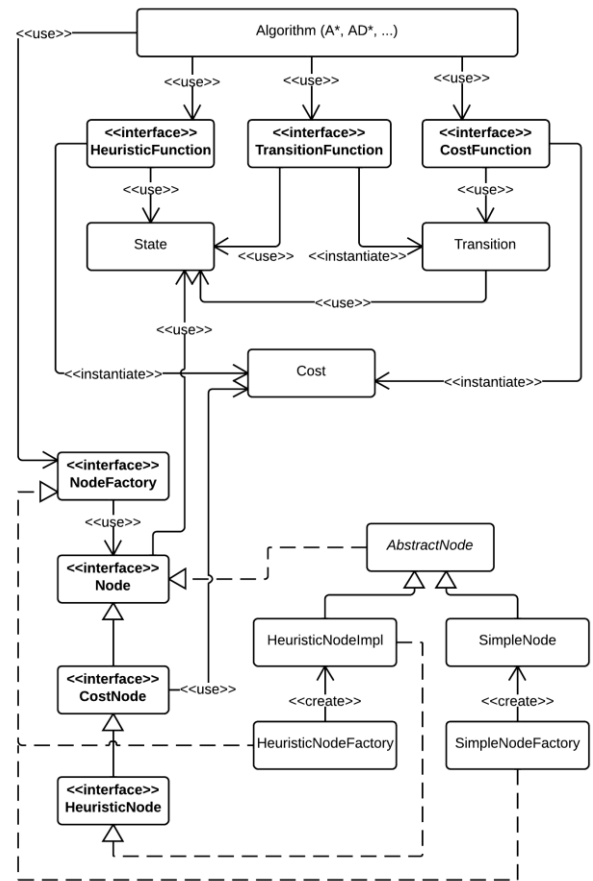 <<use>>
Algorithm (A*, AD*, ...)
<<use>>
<<use>>
<<use>>
<<interface>>
HeuristicFunction
<<interface>>
TransitionFunction
<<interface>>
CostFunction
<<use>>
<<use>>
State
Transition
<<use>>
<<instantiate>>
<<use>>
<<use>>
Cost
<<instantiate>>
<<instantiate>>
<<interface>>
NodeFactory
<<use>>
AbstractNode
<<interface>>
Node
HeuristicNodeImpl
SimpleNode
<<interface>>
CostNode
<<use>>
<<create>>
<<create>>
HeuristicNodeFactory
SimpleNodeFactory
<<interface>>
HeuristicNode